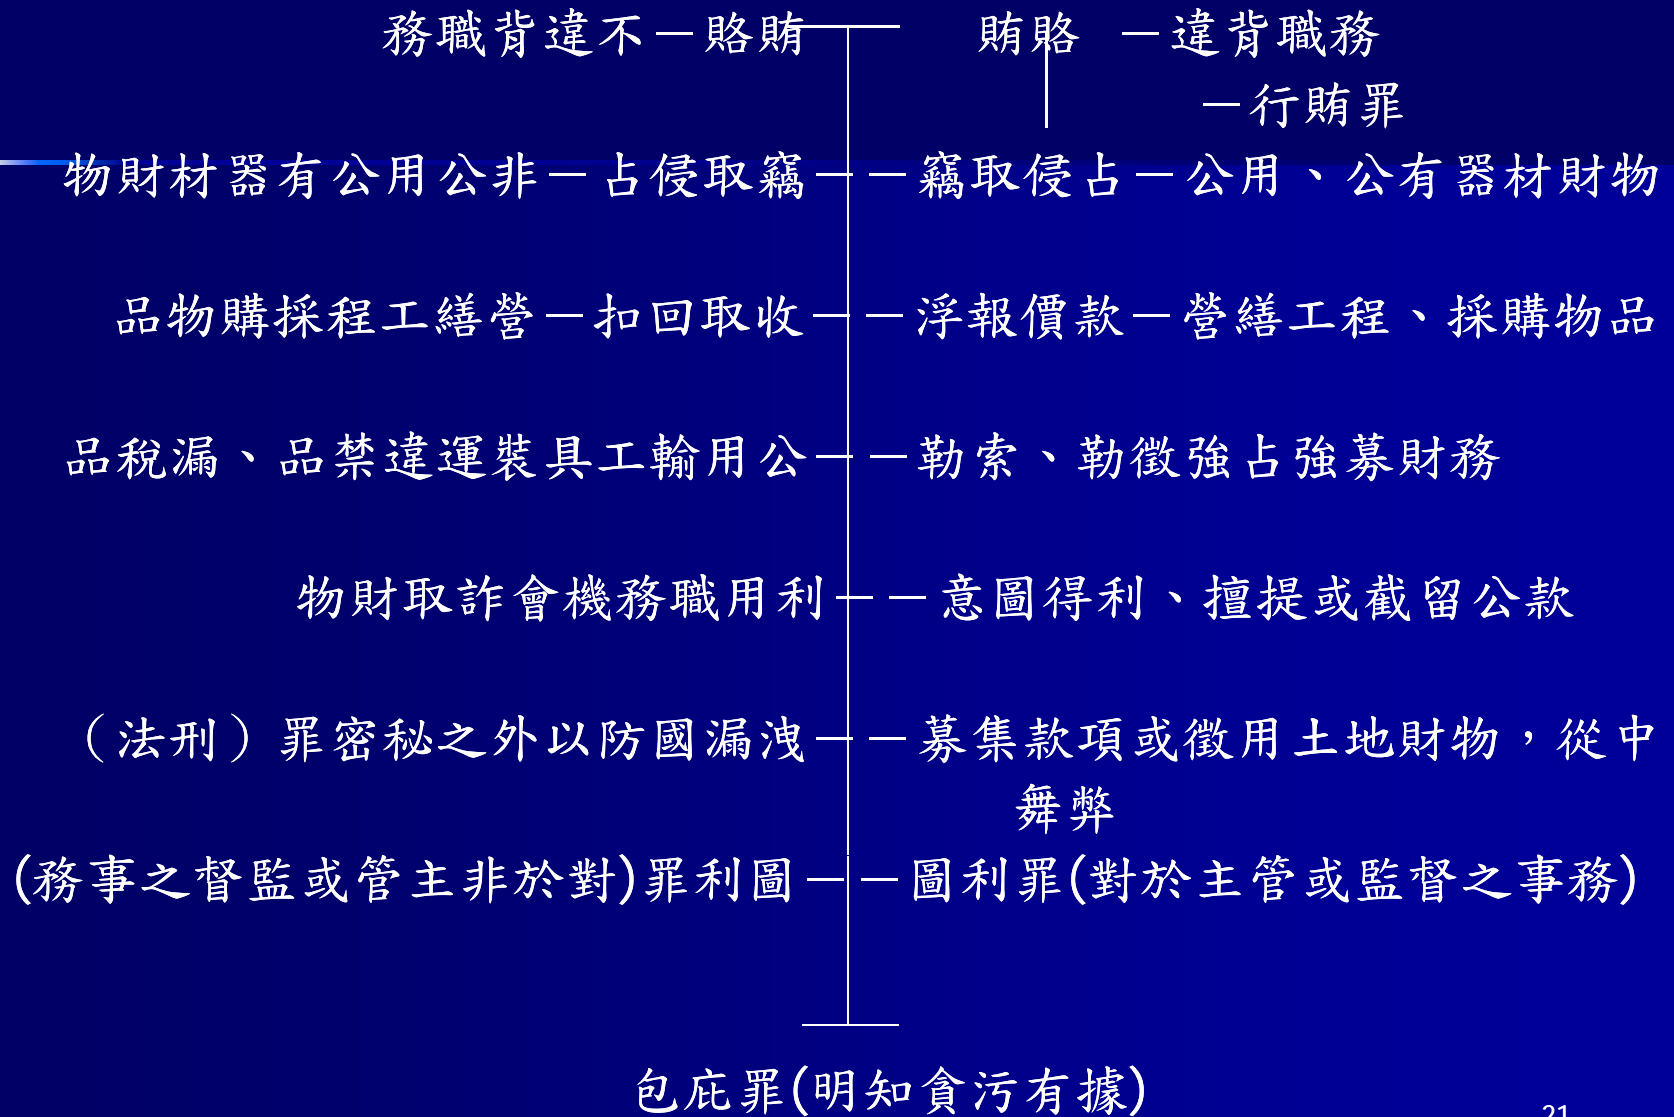 賄賂－違背職務
－行賄罪
－竊取侵占－公用、公有器材財物
－浮報價款－營繕工程、採購物品
－勒索、勒徵強占強募財務
－意圖得利、擅提或截留公款
－募集款項或徵用土地財物，從中
舞弊
－圖利罪(對於主管或監督之事務)
賄賂－不違背職務
－竊取侵占－非公用公有器材財物
－收取回扣－營繕工程採購物品
－公用輸工具裝運違禁品、漏稅品
－利用職務機會詐取財物
－洩漏國防以外之秘密罪（刑法）
－圖利罪(對於非主管或監督之事務)
包庇罪(明知貪污有據)
21